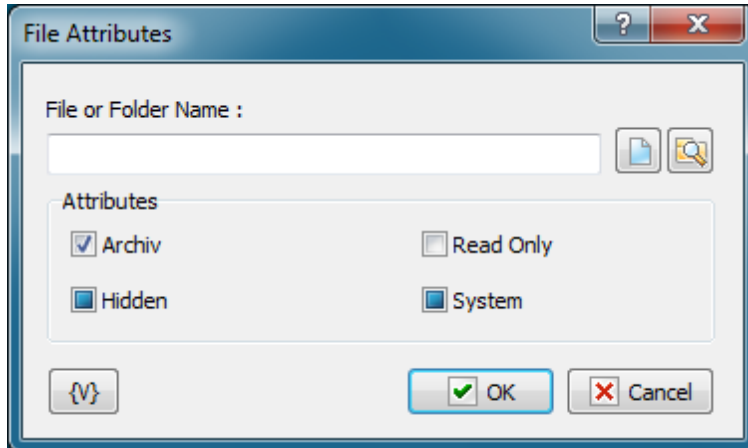 File Attributes
?
File or Folder Name :
Attributes
Archiv
Read Only
Hidden
System
{V}
OK
Cancel